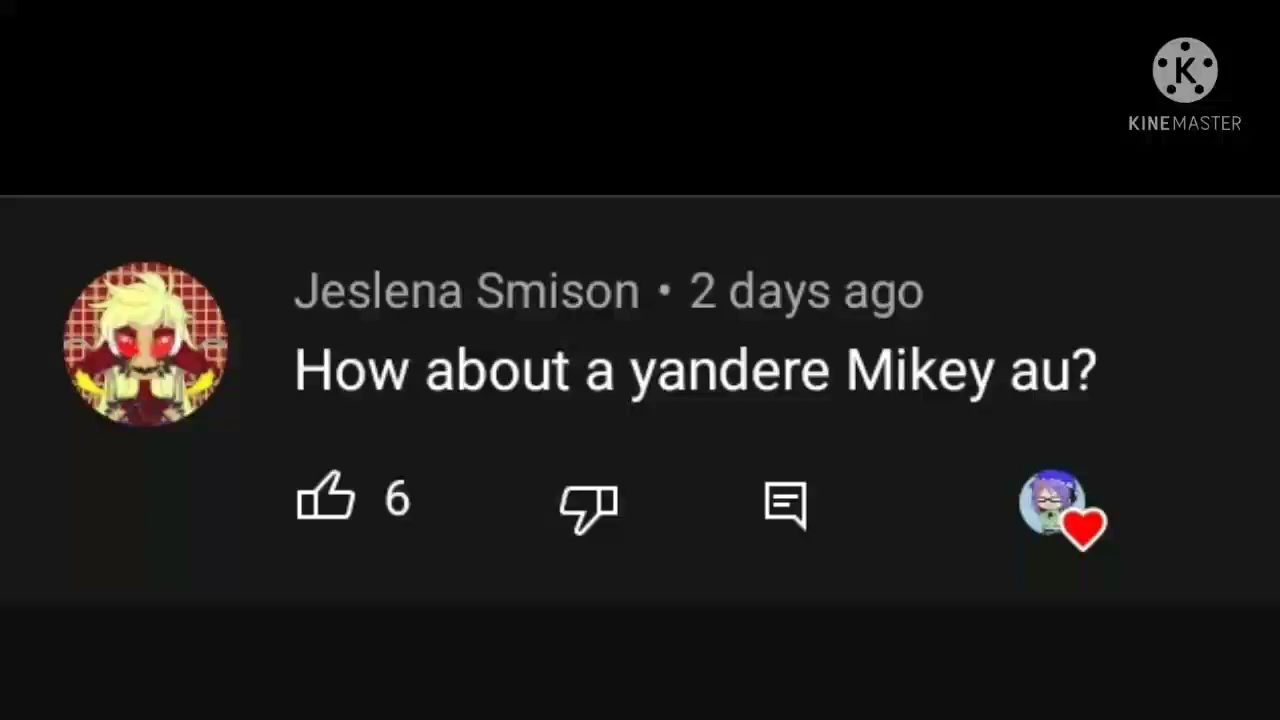 K
KINEMASTER
Jeslena Smison • 2 days ago
How about a yandere Mikey au?
6